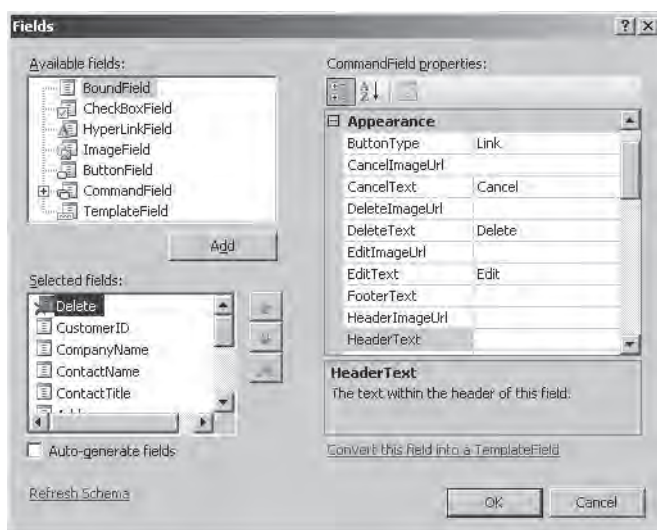 Fields
Available fields:
BoundField
CheckBoxField
HyperLinkField
ImageField
ButtonField
CommandField
TemplateField
Add
Selected fields:
Delete
CustomerID
CompanyName
ContactName
ContactTitle
Auto-generate fields
Refresh Schema
CommandField properties:
Appearance
ButtonType Link
CancelImageUrl
CancelText Cancel
DeleteImageUrl
DeleteText Delete
EditImageUrl
EditText Edit
FooterText
HeaderImageUrl
HeaderText
HeaderText
The text within the header of this field.
Convert this field into a TemplateField
OK Cancel